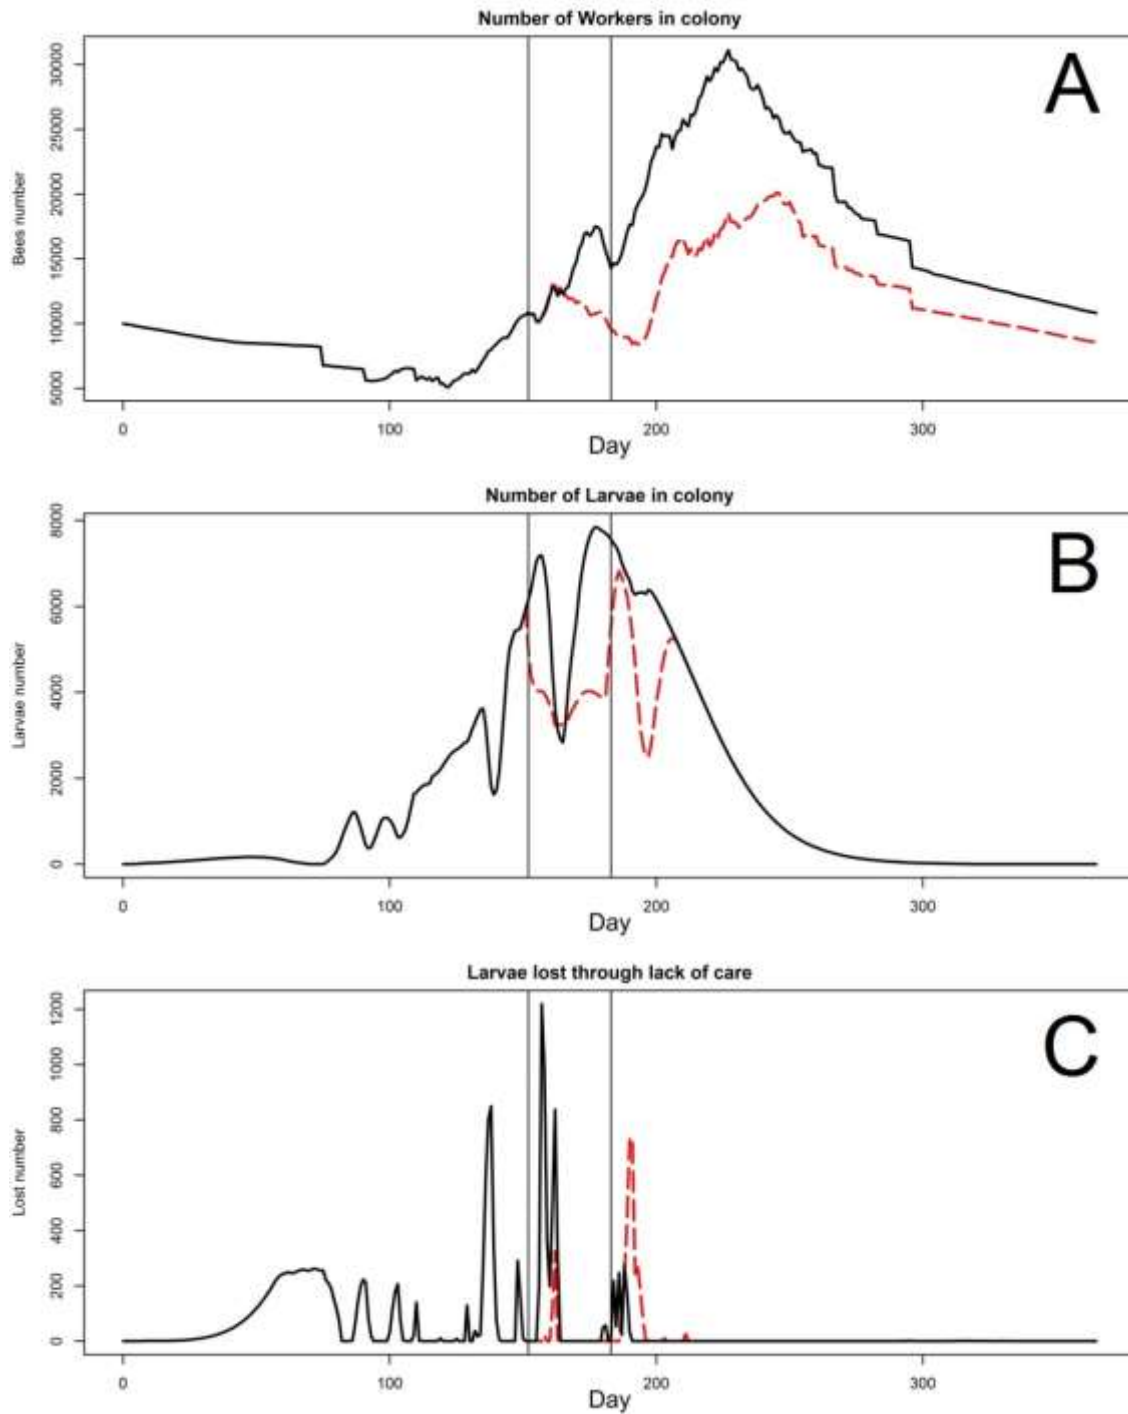 Number of Workers in colony
A
30000
25000
20000
15000
10000
5000
Bees number
0 100 200 300
Day
Number of Larvae in colony
B
8000
6000
4000
2000
0
Larvae number
0 100 200 300
Day
Larvae lost through lack of care
C
1200
1000
800
600
400
200
0
Lost number
0 100 200 300
Day